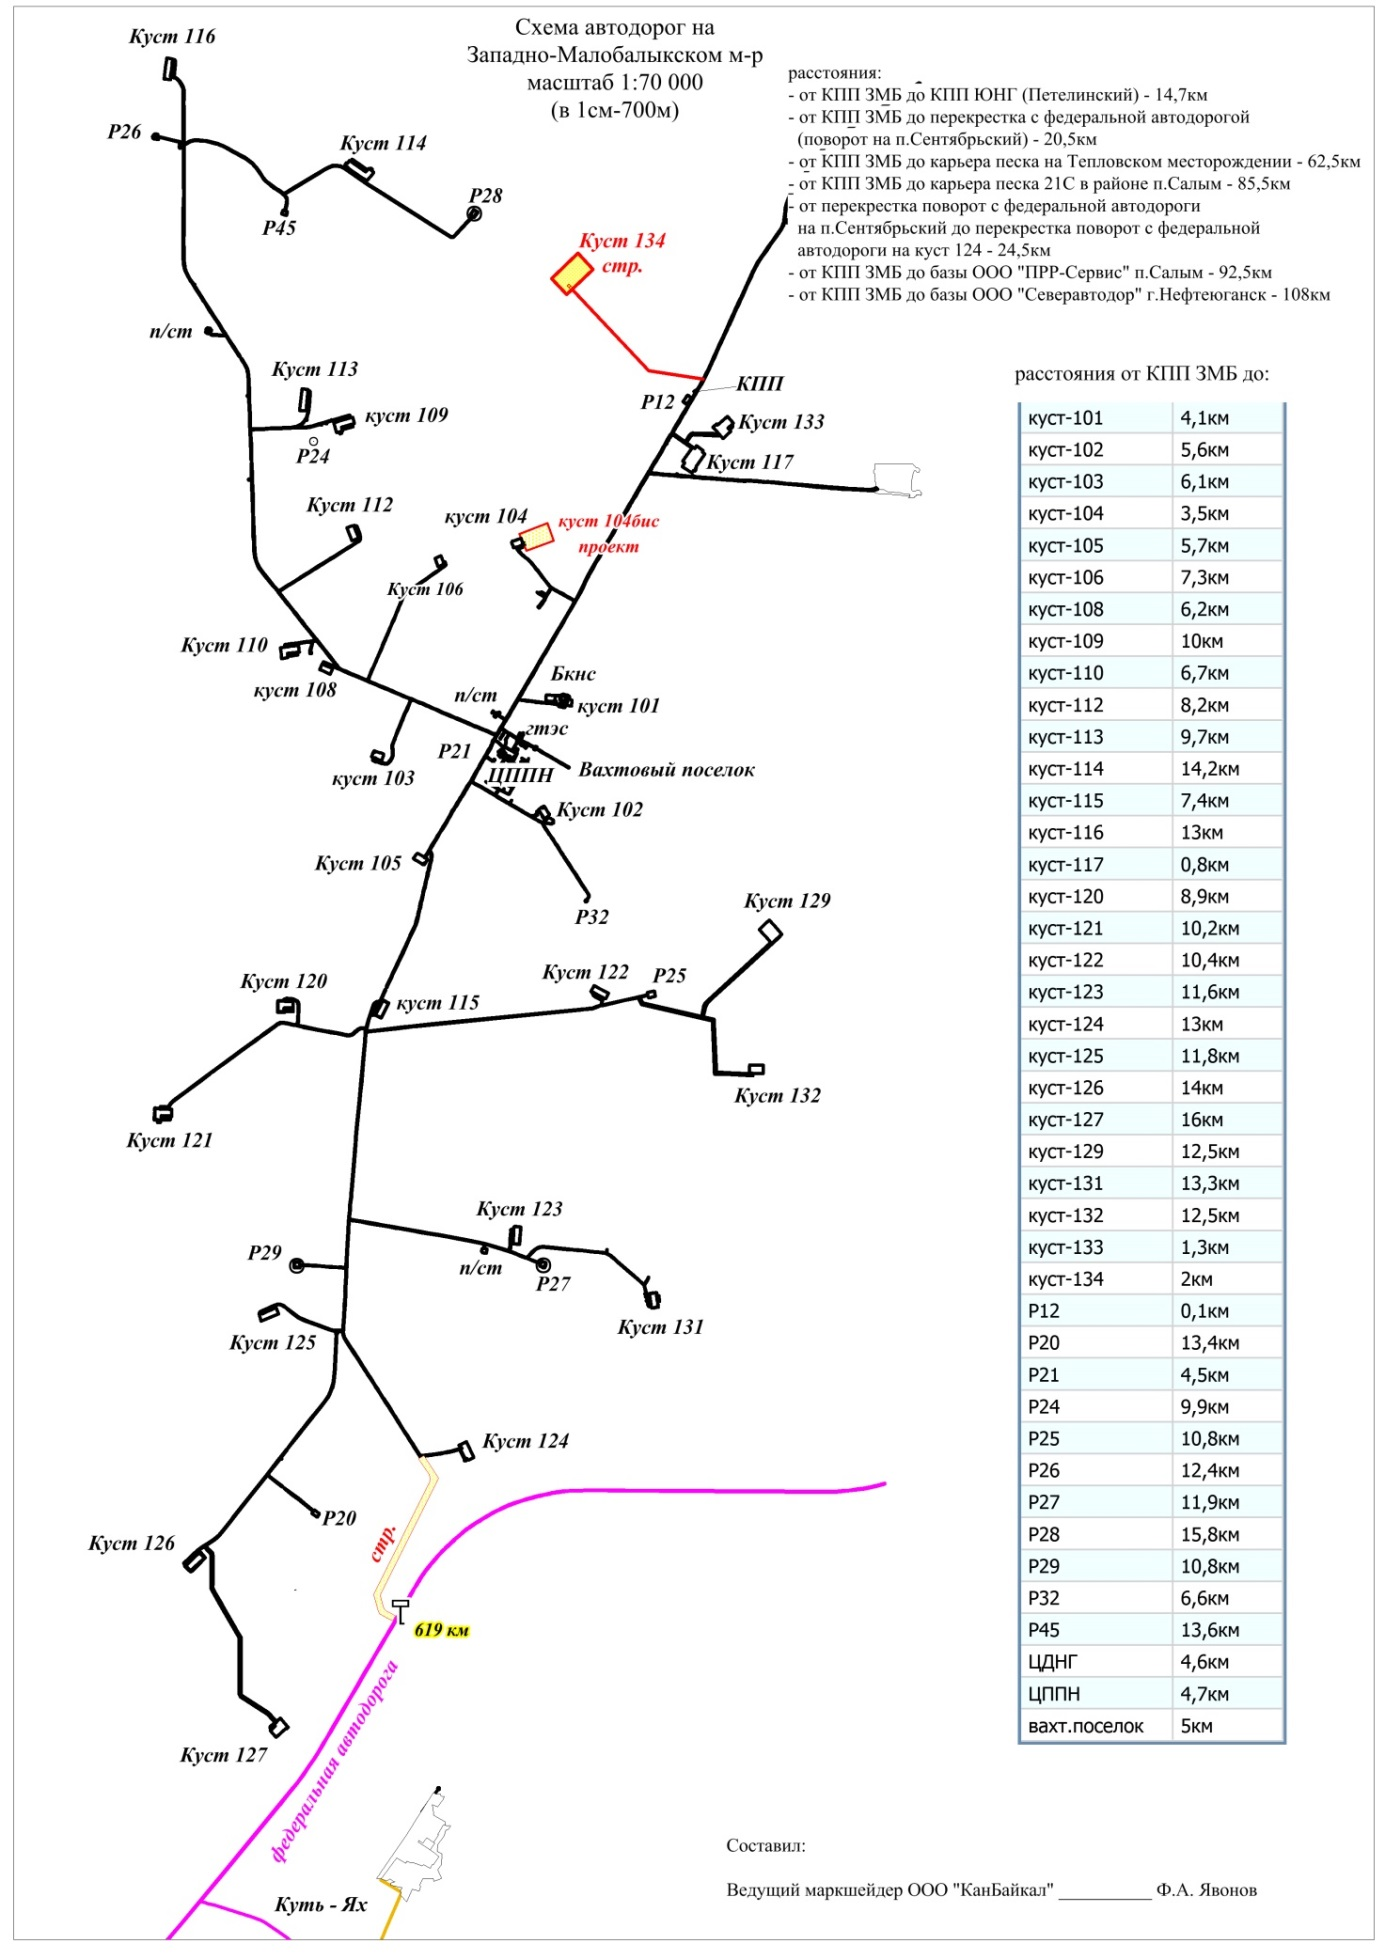 Схема автодорог на
Западно-Малобалыкском м-р
масштаб 1:70 000
(в 1см-700м)
расстояния:
- от КПП ЗМБ до КПП ЮНГ (Петелинский) - 14,7км
- от КПП ЗМБ до перекрестка с федеральной автодорогой
(поворот на п.Сентябрьский) - 20,5км
- от КПП ЗМБ до карьера песка на Тепловском месторождении - 62,5км
- от КПП ЗМБ до карьера песка 21С в районе п.Салым - 85,5км
- от перекрестка поворот с федеральной автодороги
на п.Сентябрьский до перекрестка поворот с федеральной
автодороги на куст 124 - 24,5км
- от КПП ЗМБ до базы ООО "ПРР-Сервис" п.Салым - 92,5км
- от КПП ЗМБ до базы ООО "Северавтодор" г.Нефтеюганск - 108км
Куст 116
Р26
Куст 114
Р28
Р45
Куст 134
стр.
п/ст
Куст 113
куст 109
Р24
КПП
Р12
Куст 133
Куст 117
Куст 112
куст 104
куст 104бис
проект
Куст 106
Куст 110
куст 108
Бкнс
п/ст
куст 101
гтэс
Р21
куст 103
ЦППН
Вахтовый поселок
Куст 102
Куст 105
Р32
Куст 129
Куст 120
куст 115
Куст 122
Р25
Куст 132
Куст 121
Куст 123
Р29
п/ст
Р27
Куст 125
Куст 131
Куст 124
Р20
Куст 126
стр.
619 км
федеральная автодорога
Куст 127
Куть - Ях
расстояния от КПП ЗМБ до:
куст-101 4,1км
куст-102 5,6км
куст-103 6,1км
куст-104 3,5км
куст-105 5,7км
куст-106 7,3км
куст-108 6,2км
куст-109 10км
куст-110 6,7км
куст-112 8,2км
куст-113 9,7км
куст-114 14,2км
куст-115 7,4км
куст-116 13км
куст-117 0,8км
куст-120 8,9км
куст-121 10,2км
куст-122 10,4км
куст-123 11,6км
куст-124 13км
куст-125 11,8км
куст-126 14км
куст-127 16км
куст-129 12,5км
куст-131 13,3км
куст-132 12,5км
куст-133 1,3км
куст-134 2км
Р12 0,1км
Р20 13,4км
Р21 4,5км
Р24 9,9км
Р25 10,8км
Р26 12,4км
Р27 11,9км
Р28 15,8км
Р29 10,8км
Р32 6,6км
Р45 13,6км
ЦДНГ 4,6км
ЦППН 4,7км
вахт.поселок 5км
Составил:
Ведущий маркшейдер ООО "КанБайкал" __________ Ф.А. Явонов